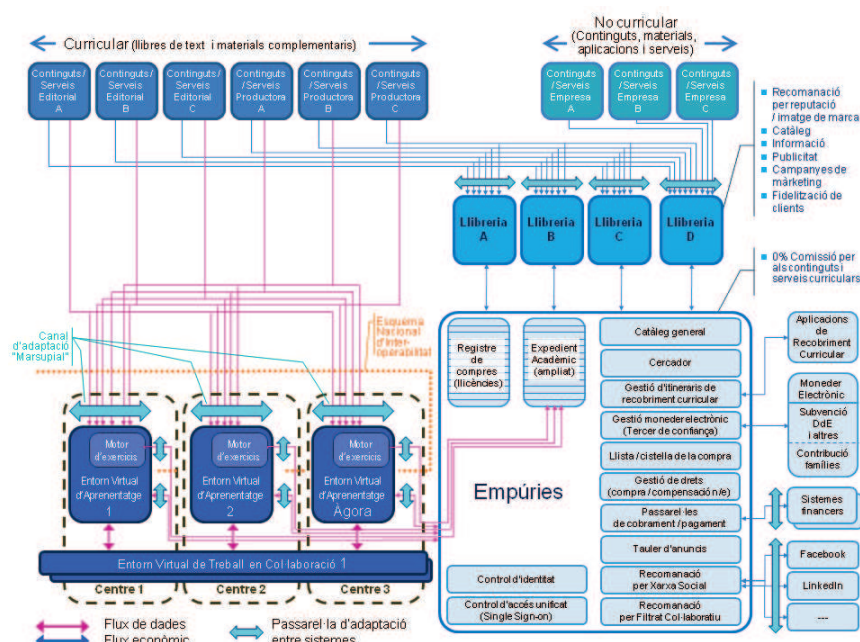 Curricular (llibres de text i materials complementaris)
No curricular
(Continguts, materials,
aplicacions i serveis)
Continguts /
Serveis
Editorial
A
Continguts /
Serveis
Editorial
B
Continguts /
Serveis
Editorial
C
Continguts
/Serveis
Productora
A
Continguts
/Serveis
Productora
B
Continguts
/Serveis
Productora
C
Continguts
/Serveis
Empresa
A
Continguts
/Serveis
Empresa
B
Continguts
/Serveis
Empresa
C
Recomanació
per reputació
/ imatge de marca
Catàleg
Informació
Publicitat
Campanyes de
màrketing
Fidelització de
clients
Llibreria
A
Llibreria
B
Llibreria
C
Llibreria
D
0% Comissió per
als continguts i
serveis curriculars
Canal
d'adaptació
"Marsupial"
Esquema
Nacional
d'Inter-
operabilitat
Registre
de
compres
(llicències)
Expedient
Acadèmic
(ampliat)
Catàleg general
Cercador
Gestió d'itineraris de
recobriment curricular
Gestió moneder electrònic
(Tercer de confiança)
Llista / cistella de la compra
Gestió de drets
(compra / compensació n/e)
Passarel·les
de cobrament / pagament
Tauler d'anuncis
Recomanació
per Xarxa Social
Recomanació
per Filtrat Col·laboratiu
Empúries
Control d'identitat
Control d'accés unificat
(Single Sign-on)
Aplicacions
de
Recobriment
Curricular
Moneder
Electrònic
Subvenció
DdE
i altres
Contribució
famílies
Sistemes
financers
Facebook
LinkedIn
---
Motor
d'exercicis
Entorn Virtual
d'Aprenentatge
1
Motor
d'exercicis
Entorn Virtual
d'Aprenentatge
2
Motor
d'exercicis
Entorn Virtual
d'Aprenentatge
Àgora
Entorn Virtual de Treball en Col·laboració 1
Centre 1
Centre 2
Centre 3
Flux de dades
Flux econòmic
Passarel·la d'adaptació
entre sistemes